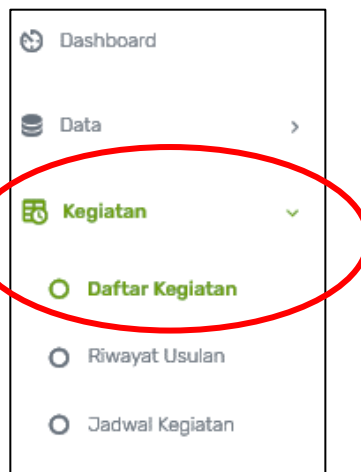 Dashboard
Data
Kegiatan
Daftar Kegiatan
Riwayat Usulan
Jadwal Kegiatan